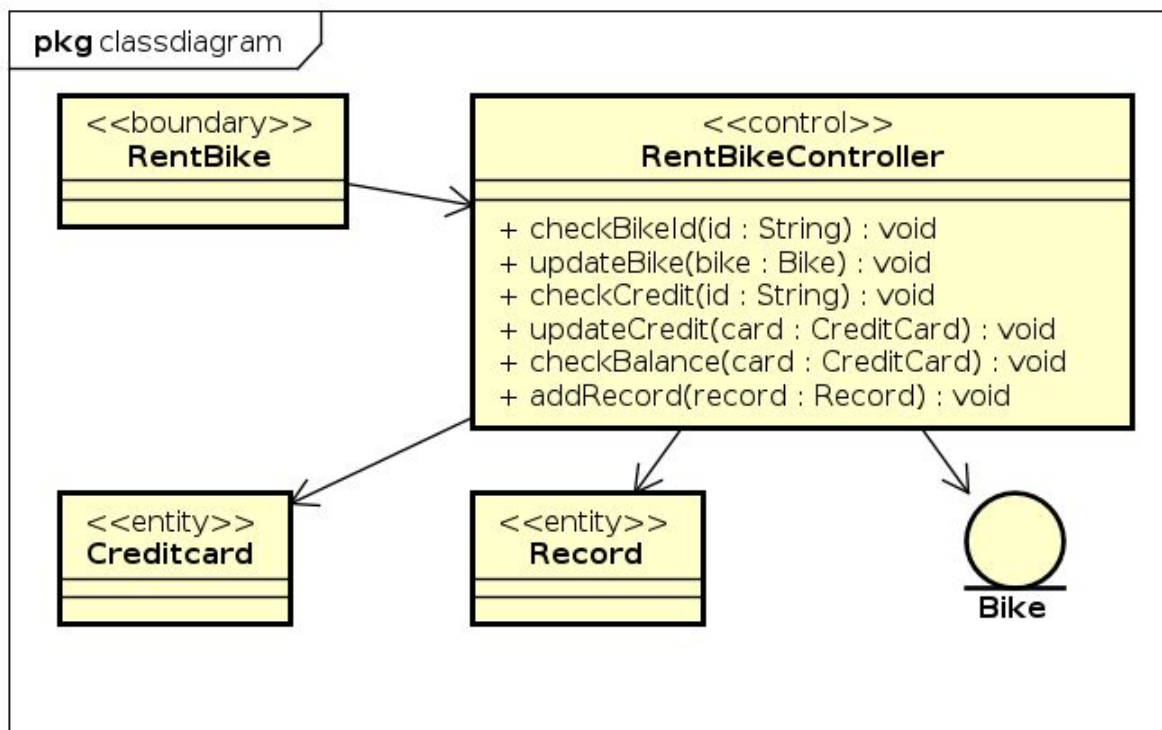 pkg classdiagram
<<boundary>>
RentBike
<<control>>
RentBikeController
+ checkBikeId(id : String) : void
+ updateBike(bike : Bike) : void
+ checkCredit(id : String) : void
+ updateCredit(card : CreditCard) : void
+ checkBalance(card : CreditCard) : void
+ addRecord(record : Record) : void
<<entity>>
Creditcard
<<entity>>
Record
Bike